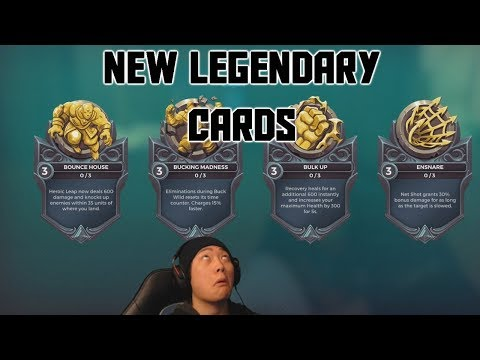 NEW LEGENDARY
CARDS
3
BOUNCE HOUSE
0/3
Heroic Leap now deals 600
damage and knocks up
enemies within 35 units of
where you land.
3
BUCKING MADNESS
0/3
Eliminations during Buck
Wild resets its time
counter. Charges 15%
faster.
3
BULK UP
0/3
Recovery heals for an
additional 600 instantly
and increases your
maximum Health by 300
for 5s.
3
ENSNARE
0/3
Net Shot grants 30%
bonus damage for as long
as the target is slowed.